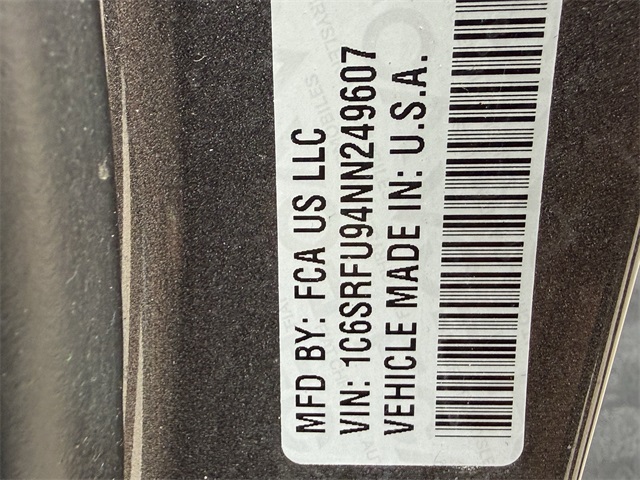 MFD BY: FCA US LLC
VIN: 1C6SRFU94NN249607
VEHICLE MADE IN: U.S.A.